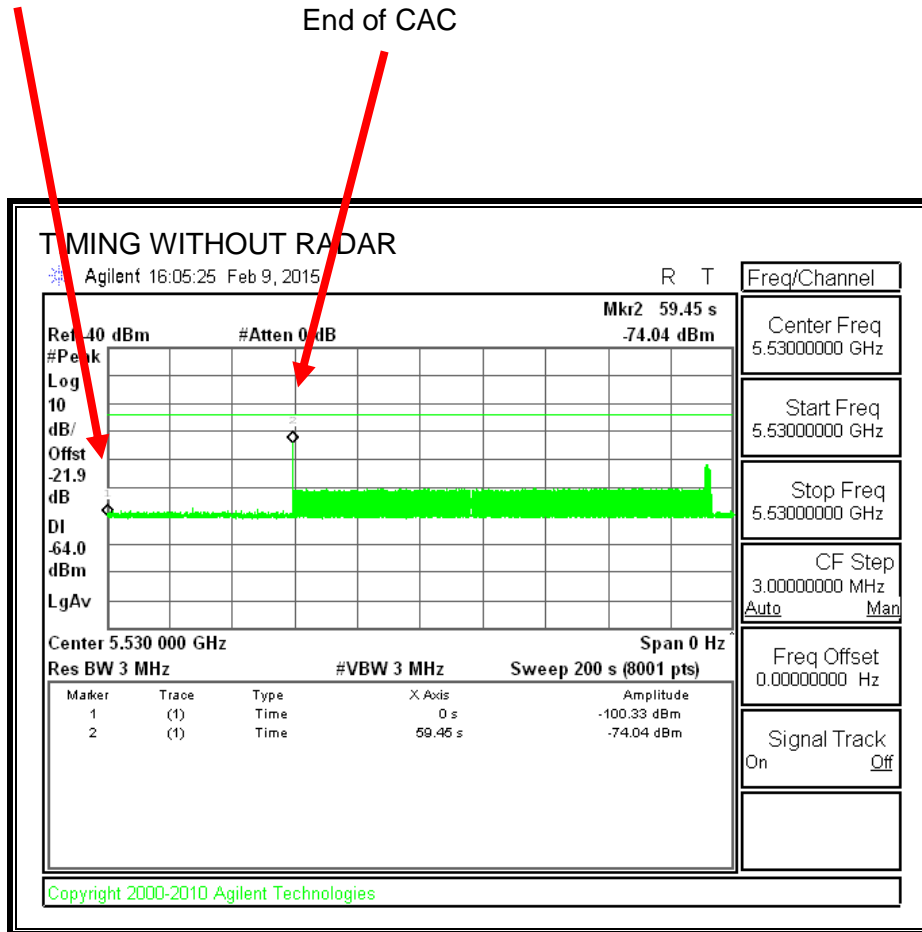 End of CAC
TIMING WITHOUT RADAR
Agilent 16:05:25 Feb 9, 2015
R T
Mkr2 59.45 s
Ref -40 dBm #Atten 0 dB -74.04 dBm
#Peak
Log
10
dB/
Offst
-21.9
dB
DI
-64.0
dBm
LgAv
1
2
Center 5.530 000 GHz Span 0 Hz^
Res BW 3 MHz #VBW 3 MHz Sweep 200 s (8001 pts)
Marker Trace Type X Axis Amplitude
1 (1) Time 0 s -100.33 dBm
2 (1) Time 59.45 s -74.04 dBm
Copyright 2000-2010 Agilent Technologies
Freq/Channel
Center Freq
5.53000000 GHz
Start Freq
5.53000000 GHz
Stop Freq
5.53000000 GHz
CF Step
3.00000000 MHz
Auto Man
Freq Offset
0.00000000 Hz
Signal Track
On Off